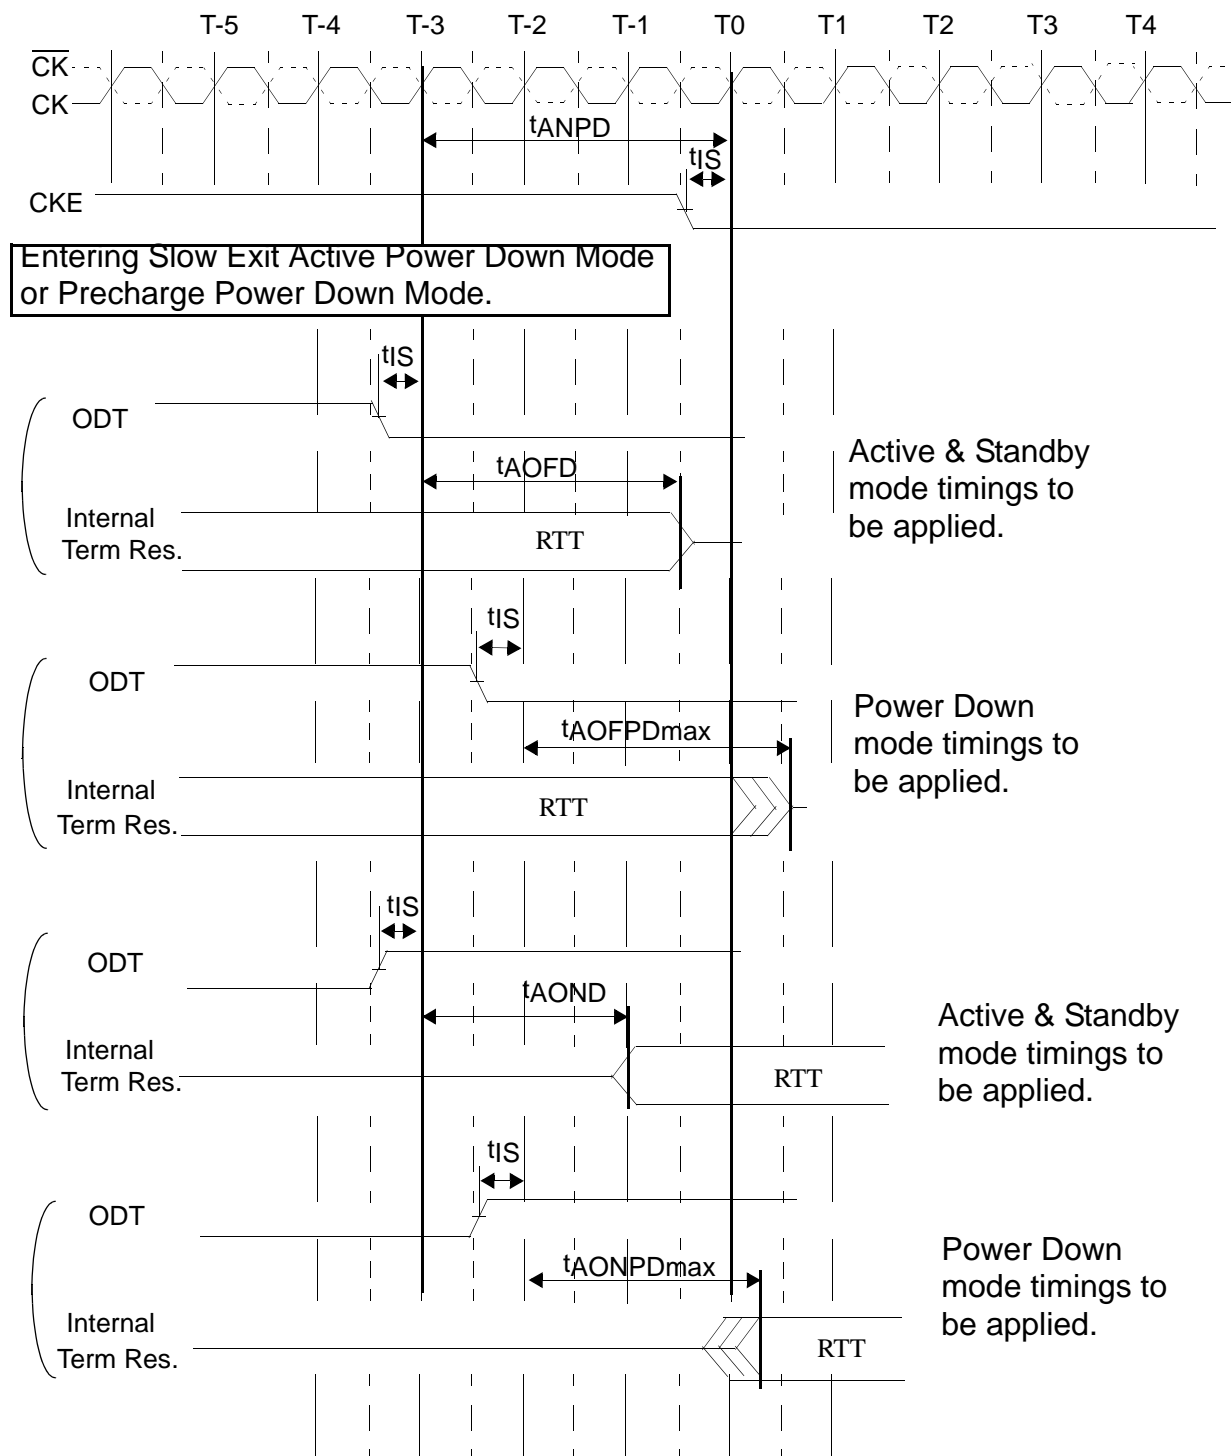 T-5 T-4 T-3 T-2 T-1 T0 T1 T2 T3 T4
CK
CK
tANPD
tIS
CKE
Entering Slow Exit Active Power Down Mode
or Precharge Power Down Mode.
tIS
ODT
tAOFD
Internal
Term Res.
RTT
Active & Standby
mode timings to
be applied.
tIS
ODT
tAOFPDmax
Internal
Term Res.
RTT
Power Down
mode timings to
be applied.
tIS
ODT
tAOND
Internal
Term Res.
RTT
Active & Standby
mode timings to
be applied.
tIS
ODT
tAONPDmax
Internal
Term Res.
RTT
Power Down
mode timings to
be applied.